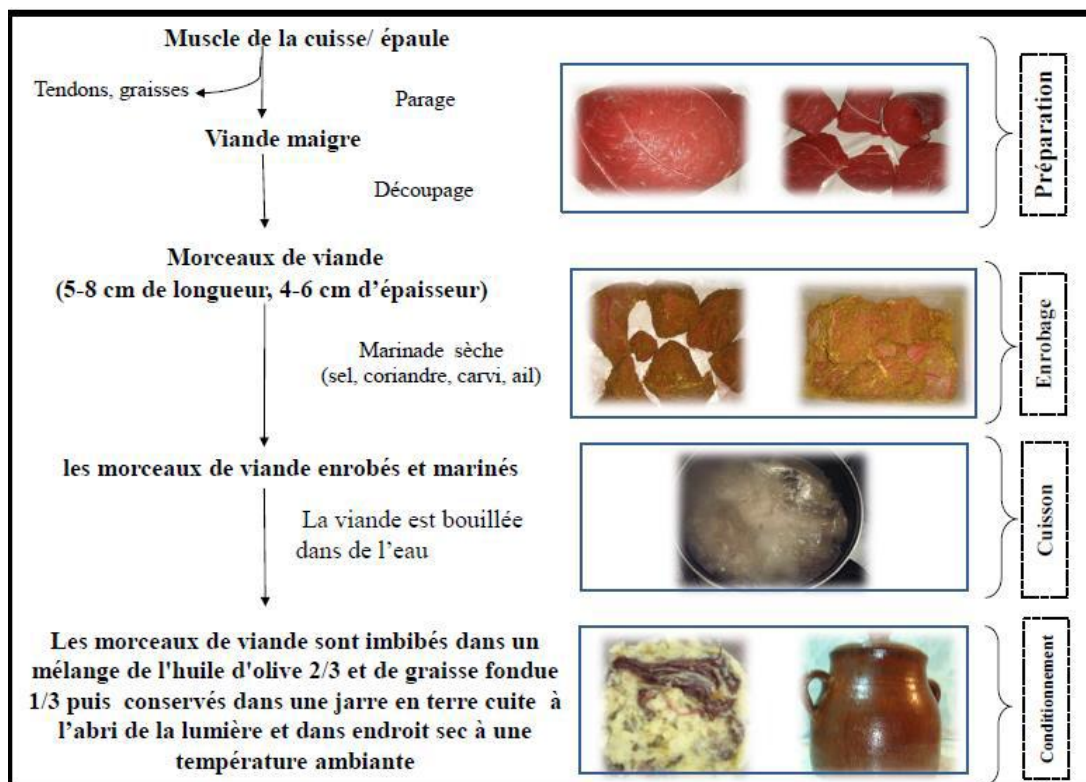 Muscle de la cuisse/ épaule
Tendons, graisses
Parage
Viande maigre
Découpage
Préparation
Morceaux de viande
(5-8 cm de longueur, 4-6 cm d’épaisseur)
Marinade sèche
(sel, coriandre, carvi, ail)
Enrobage
les morceaux de viande enrobés et marinés
La viande est bouillée
dans de l’eau
Cuisson
Les morceaux de viande sont imbibés dans un
mélange de l'huile d'olive 2/3 et de graisse fondue
1/3 puis conservés dans une jarre en terre cuite à
l’abri de la lumière et dans endroit sec à une
température ambiante
Conditionnement